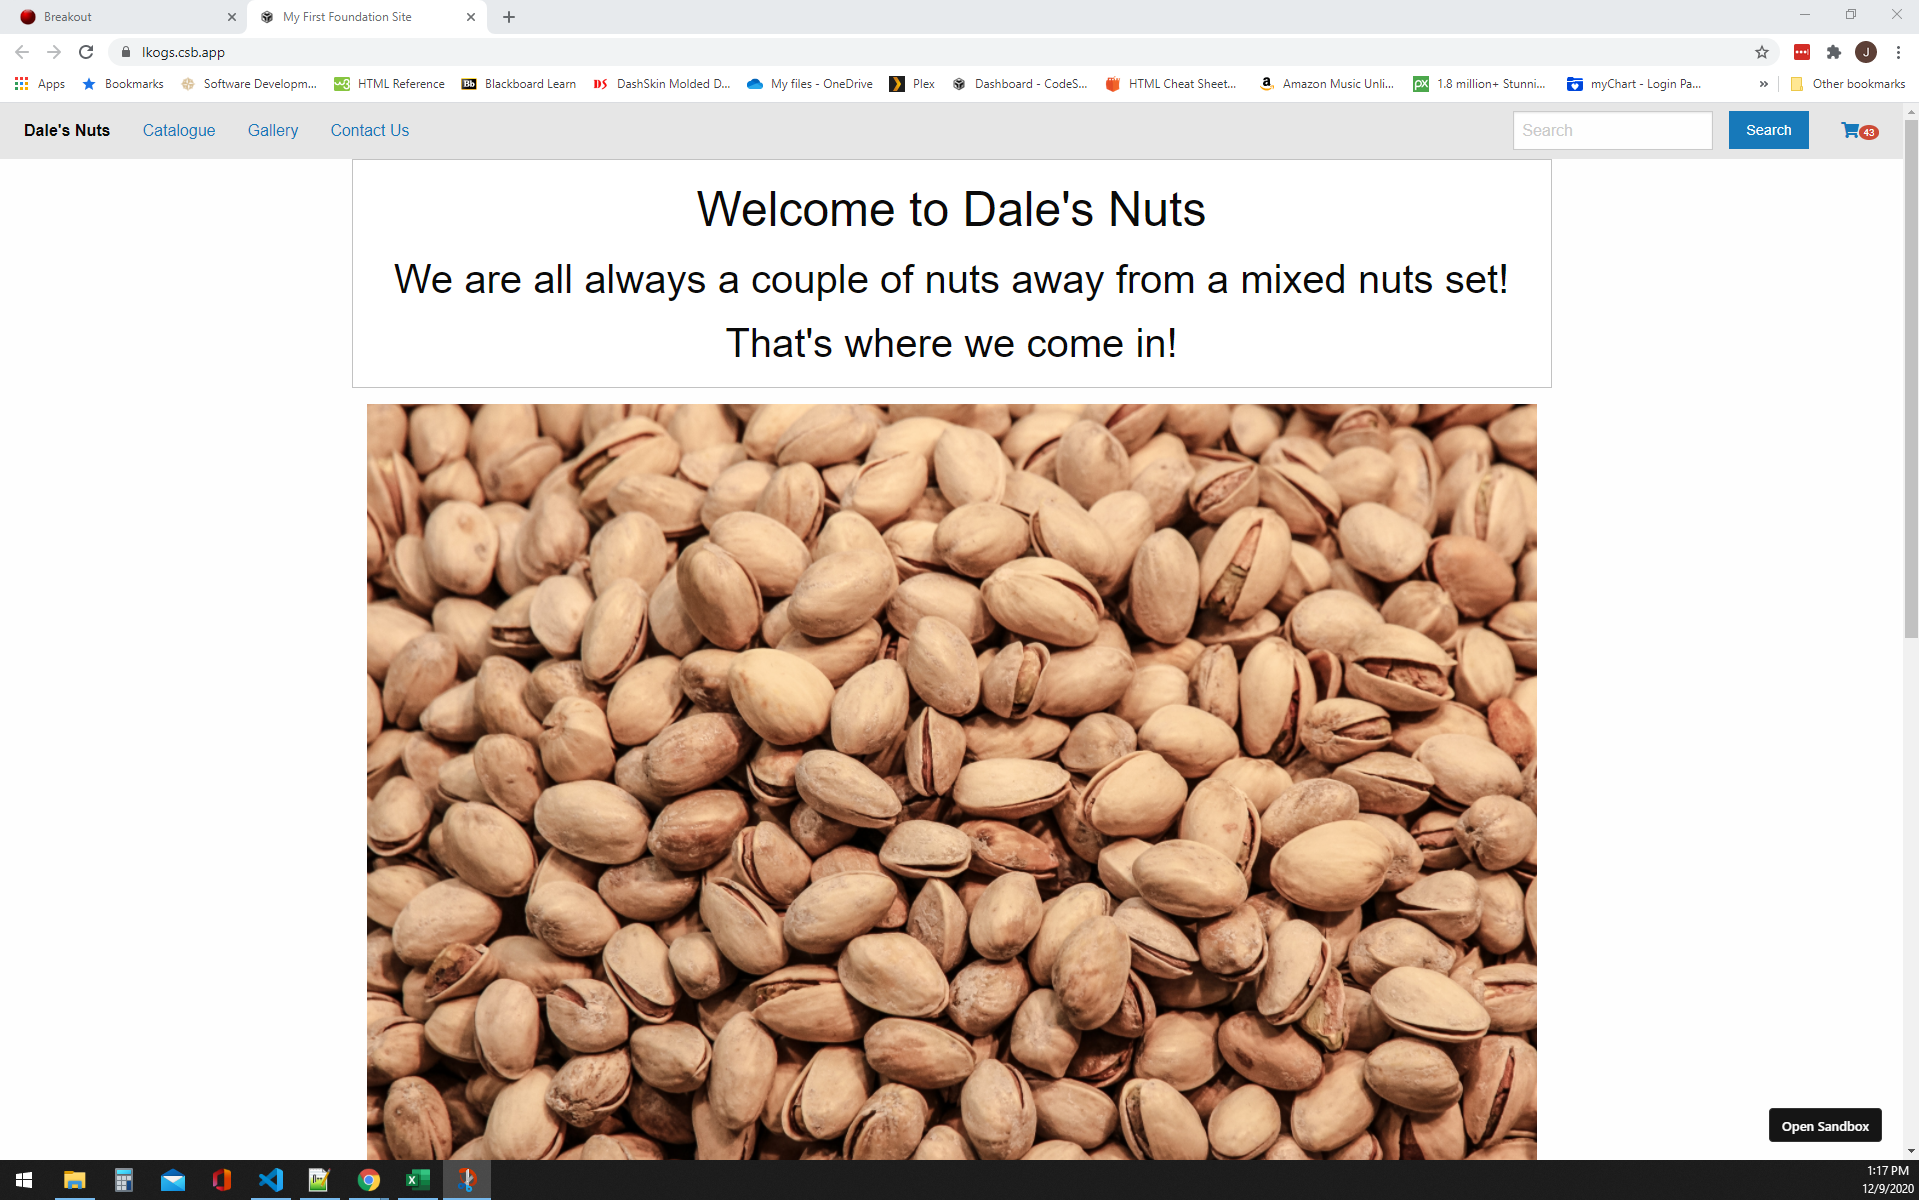 Breakout
My First Foundation Site
lkogs.csb.app
J
Apps
Bookmarks
Software Developm...
HTML Reference
Bb
Blackboard Learn
DS
DashSkin Molded D...
My files - OneDrive
Plex
Dashboard - CodeS...
HTML Cheat Sheet...
a
Amazon Music Unli...
px
1.8 million+ Stunni...
myChart - Login Pa...
»
Other bookmarks
Dale's Nuts
Catalogue
Gallery
Contact Us
Search
Search
43
Welcome to Dale's Nuts
We are all always a couple of nuts away from a mixed nuts set!
That's where we come in!
Open Sandbox
1:17 PM
12/9/2020